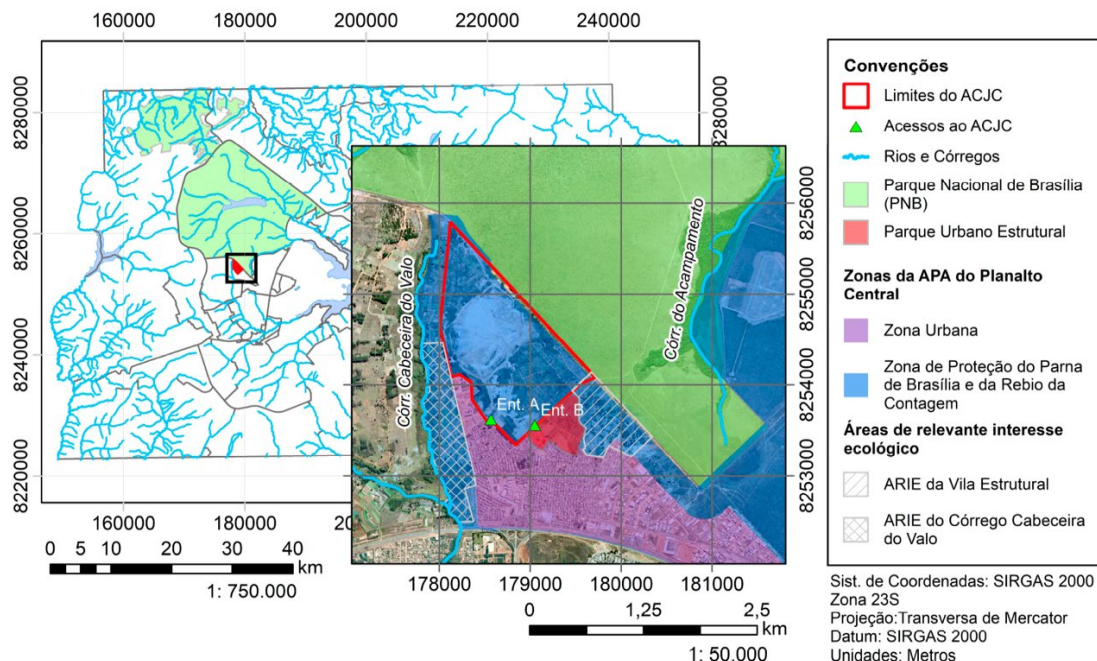 160000
180000
200000
220000
240000
8280000
8260000
8240000
8220000
8280000
160000
180000
20
0 5 10 20 30 40
km
1: 750.000
8256000
8255000
8254000
8253000
178000
179000
180000
181000
Córr. Cabeceira do Valo
Córr. do Acampamento
Ent. A
Ent. B
0 1,25 2,5
km
1: 50.000
Convenções
Limites do ACJC
Acessos ao ACJC
Rios e Córregos
Parque Nacional de Brasília
(PNB)
Parque Urbano Estrutural
Zonas da APA do Planalto
Central
Zona Urbana
Zona de Proteção do Parna
de Brasília e da Rebio da
Contagem
Áreas de relevante interesse
ecológico
ARIE da Vila Estrutural
ARIE do Córrego Cabeceira
do Valo
Sist. de Coordenadas: SIRGAS 2000
Zona 23S
Projeção:Transversa de Mercator
Datum: SIRGAS 2000
Unidades: Metros